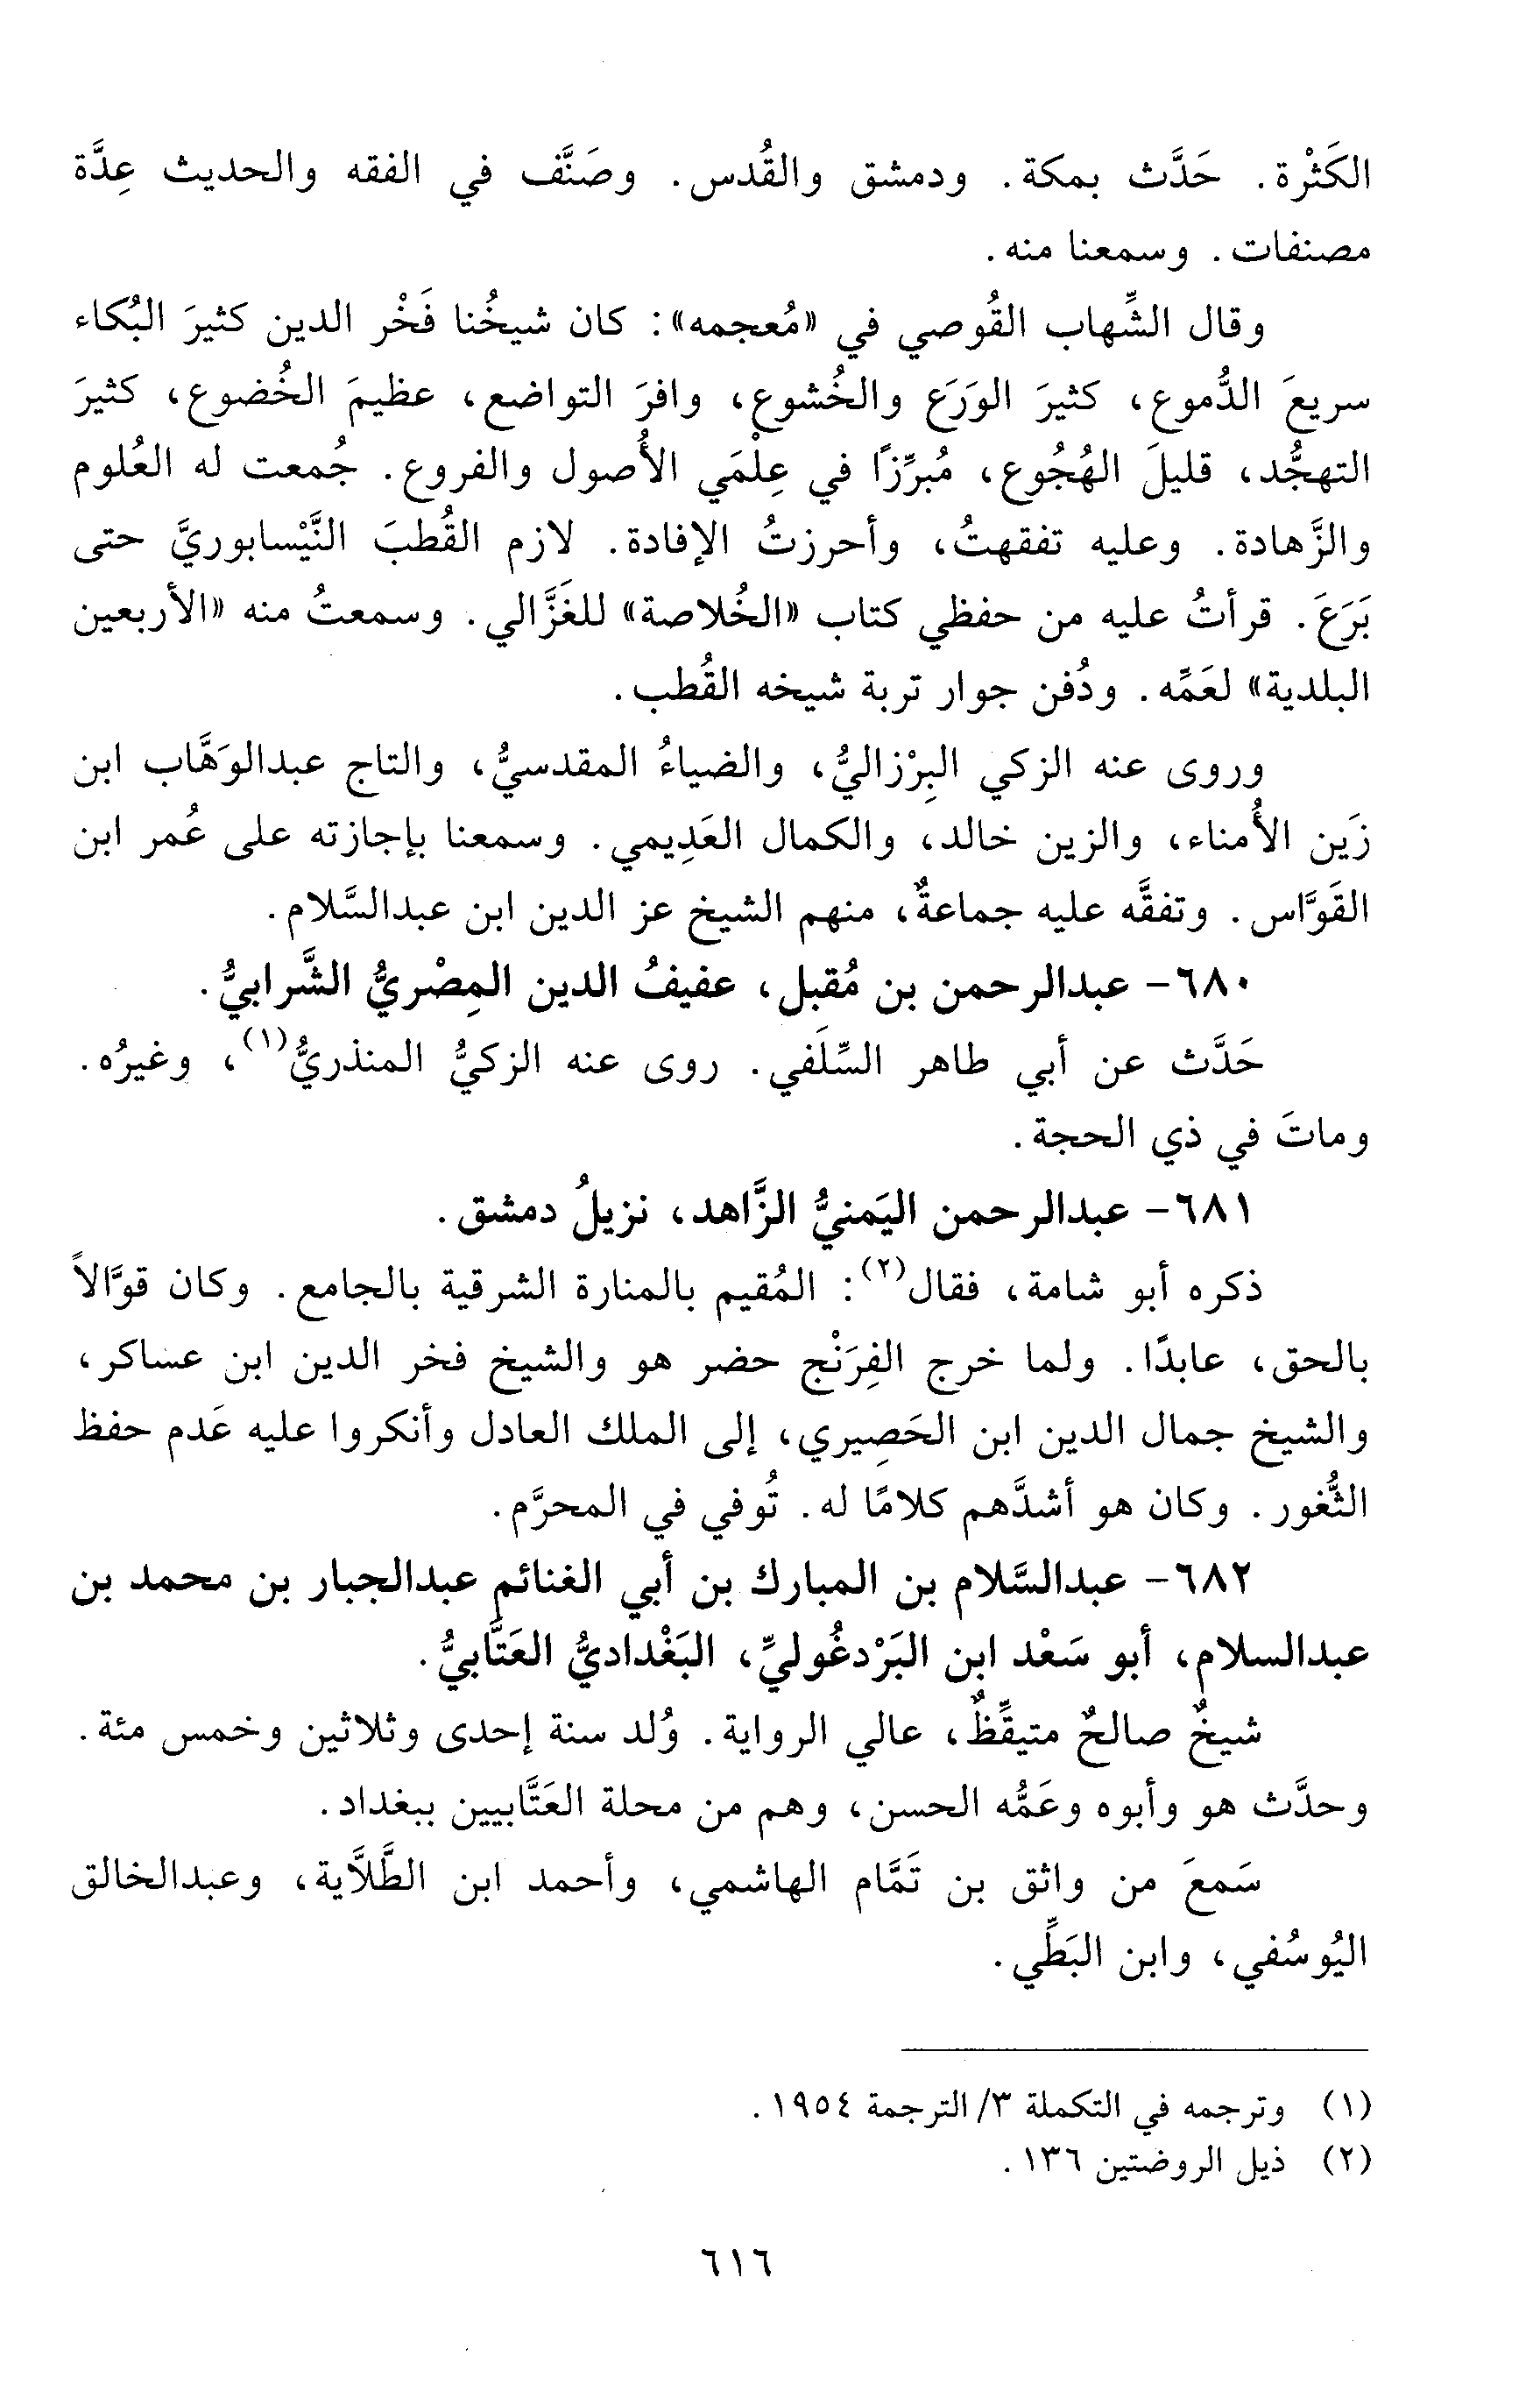 الكَثْرة. حَدَّث بمكة. ودمشق والقُدس. وصَنَّف في الفقه والحديث عِدَّة
مصنفات. وسمعنا منه.
وقال الشِّهاب القُوصي في «مُعجمه»: كان شيخُنا فَخْر الدين كثيرَ البُكاء
سريعَ الدُّموع، كثيرَ الوَرَع والخُشوع، وافرَ التواضع، عظيمَ الخُضوع، كثيرَ
التهجُّد، قليلَ الهُجُوع، مُبرِّزًا في عِلْمَي الأُصول والفروع. جُمعت له العُلوم
والزَّهادة. وعليه تفقهتُ، وأحرزتُ الإفادة. لازم القُطبَ النَّيْسابوريَّ حتى
بَرَعَ. قرأتُ عليه من حفظي كتاب «الخُلاصة» للغَزَّالي. وسمعتُ منه «الأربعين
البلدية» لعَمِّه. ودُفن جوار تربة شيخه القُطب.
وروى عنه الزكي البِرْزاليُّ، والضياءُ المقدسيُّ، والتاج عبدالوَهَّاب ابن
زَين الأُمناء، والزين خالد، والكمال العَدِيمي. وسمعنا بإجازته على عُمر ابن
القَوَّاس. وتفقَّه عليه جماعةٌ، منهم الشيخ عز الدين ابن عبدالسَّلام.
٦٨٠- عبدالرحمن بن مُقبل، عفيفُ الدين المِصْريُّ الشَّرابيُّ.
حَدَّث عن أبي طاهر السِّلَفي. روى عنه الزكيُّ المنذريُّ(١)، وغيرُه.
وماتَ في ذي الحجة.
٦٨١- عبدالرحمن اليَمنيُّ الزَّاهد، نزيلُ دمشق.
ذكره أبو شامة، فقال(٢): المُقيم بالمنارة الشرقية بالجامع. وكان قوَّالاً
بالحق، عابدًا. ولما خرج الفِرَنْج حضر هو والشيخ فخر الدين ابن عساكر،
والشيخ جمال الدين ابن الحَصِيري، إلى الملك العادل وأنكروا عليه عَدم حفظ
الثُّغور. وكان هو أشدَّهم كلامًا له. تُوفي في المحرَّم.
٦٨٢- عبدالسَّلام بن المبارك بن أبي الغنائم عبدالجبار بن محمد بن
عبدالسلام، أبو سَعْد ابن البَرْدغُوليِّ، البَغْداديُّ العَتَّابيُّ.
شيخٌ صالحٌ متيقِّظٌ، عالي الرواية. وُلد سنة إحدى وثلاثين وخمس مئة.
وحدَّث هو وأبوه وعَمُّه الحسن، وهم من محلة العَتَّابيين ببغداد.
سَمعَ من واثق بن تَمَّام الهاشمي، وأحمد ابن الطَّلاَّية، وعبدالخالق
اليُوسُفي، وابن البَطِّي.
(١) وترجمه في التكملة ٣/ الترجمة ١٩٥٤.
(٢) ذيل الروضتين ١٣٦.
٦١٦